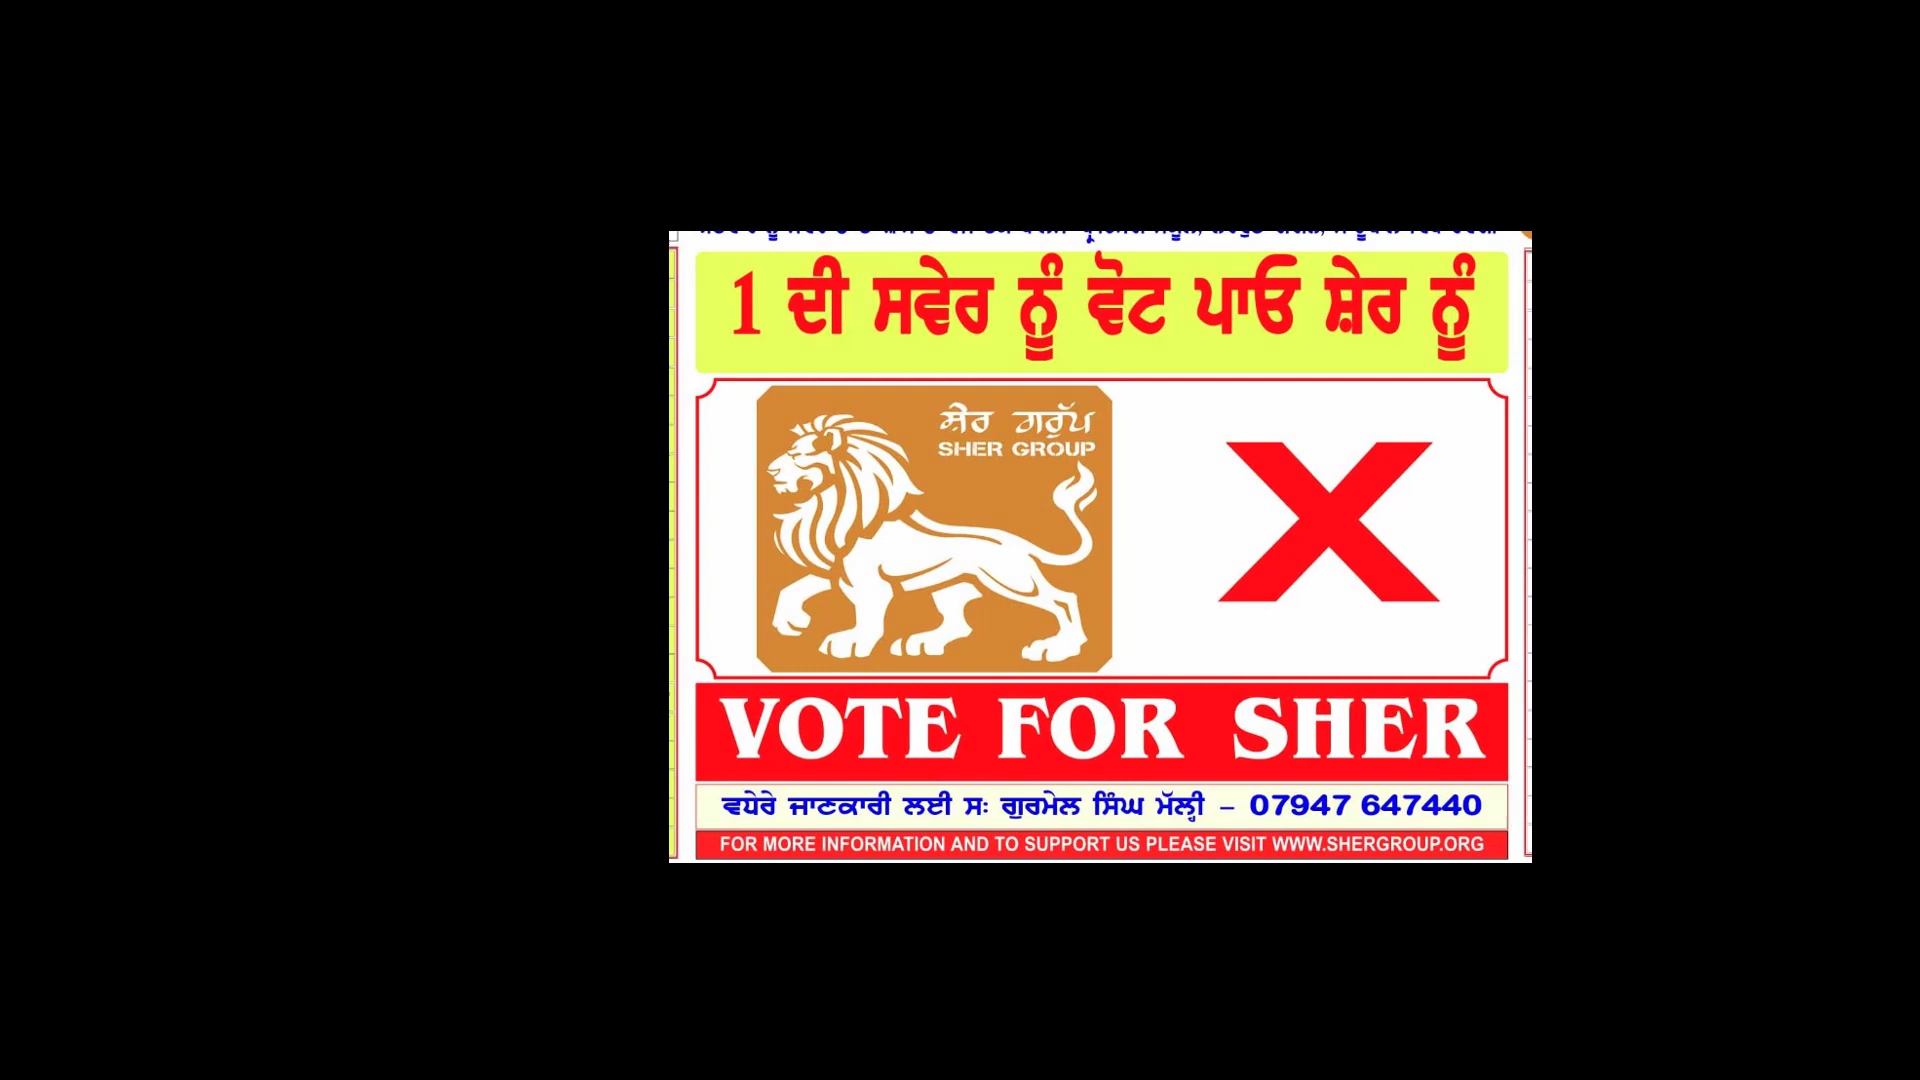 1 ਦੀ ਸਵੇਰ ਨੂੰ ਵੋਟ ਪਾਓ ਸ਼ੇਰ ਨੂੰ
ਸ਼ੇਰ ਗਰੁੱਪ
SHER GROUP
X
VOTE FOR SHER
ਵਧੇਰੇ ਜਾਣਕਾਰੀ ਲਈ ਸਃ ਗੁਰਮੇਲ ਸਿੰਘ ਮੱਲ੍ਹੀ – 07947 647440
FOR MORE INFORMATION AND TO SUPPORT US PLEASE VISIT WWW.SHERGROUP.ORG